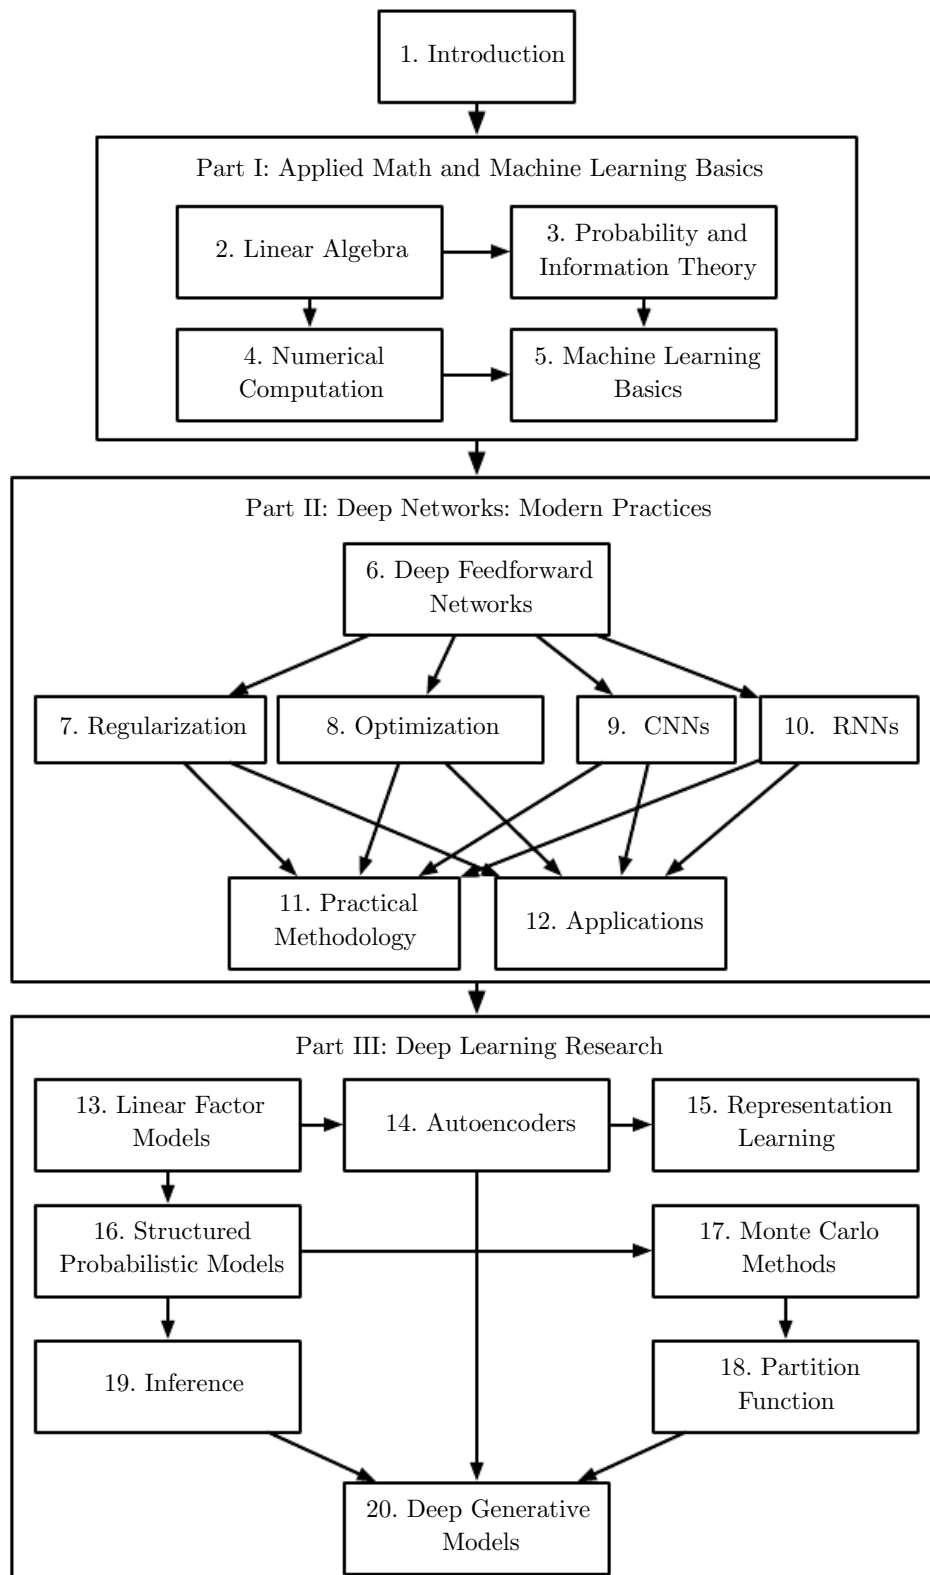 1. Introduction
Part I: Applied Math and Machine Learning Basics
2. Linear Algebra
3. Probability and
Information Theory
4. Numerical
Computation
5. Machine Learning
Basics
Part II: Deep Networks: Modern Practices
6. Deep Feedforward
Networks
7. Regularization
8. Optimization
9. CNNs
10. RNNs
11. Practical
Methodology
12. Applications
Part III: Deep Learning Research
13. Linear Factor
Models
14. Autoencoders
15. Representation
Learning
16. Structured
Probabilistic Models
17. Monte Carlo
Methods
19. Inference
18. Partition
Function
20. Deep Generative
Models